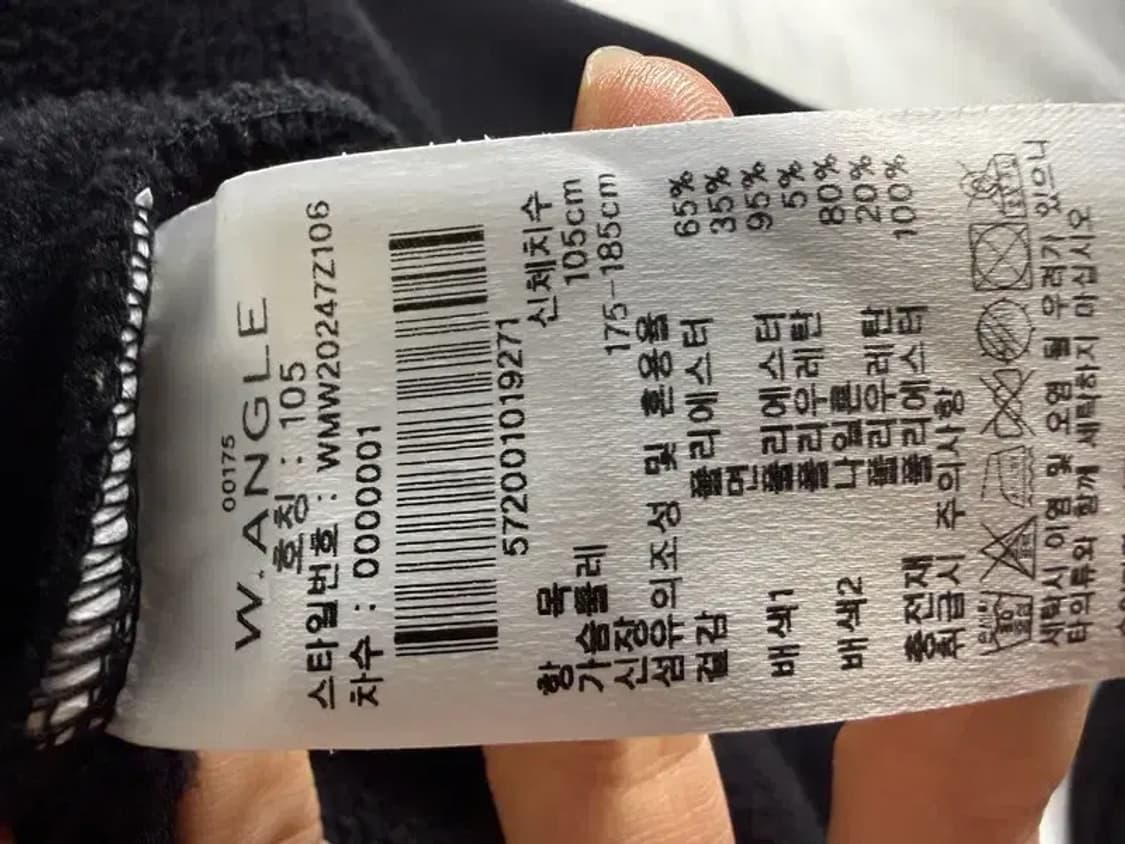 00175
W.ANGLE
호칭 : 105
스타일번호 : WMW20247Z106
차수 : 0000001
5720010019271
항 목 신체치수
가슴둘레 105cm
신장 175-185cm
섬유의조성 및 혼용율
겉감 폴리에스터 65%
면 35%
배색1 폴리에스터 95%
폴리우레탄 5%
배색2 나일론 80%
폴리우레탄 20%
충전재 폴리에스터 100%
취급시 주의사항
세탁시 이염 및 오염 될 우려가 있으니
타의류와 함께 세탁하지 마십시오